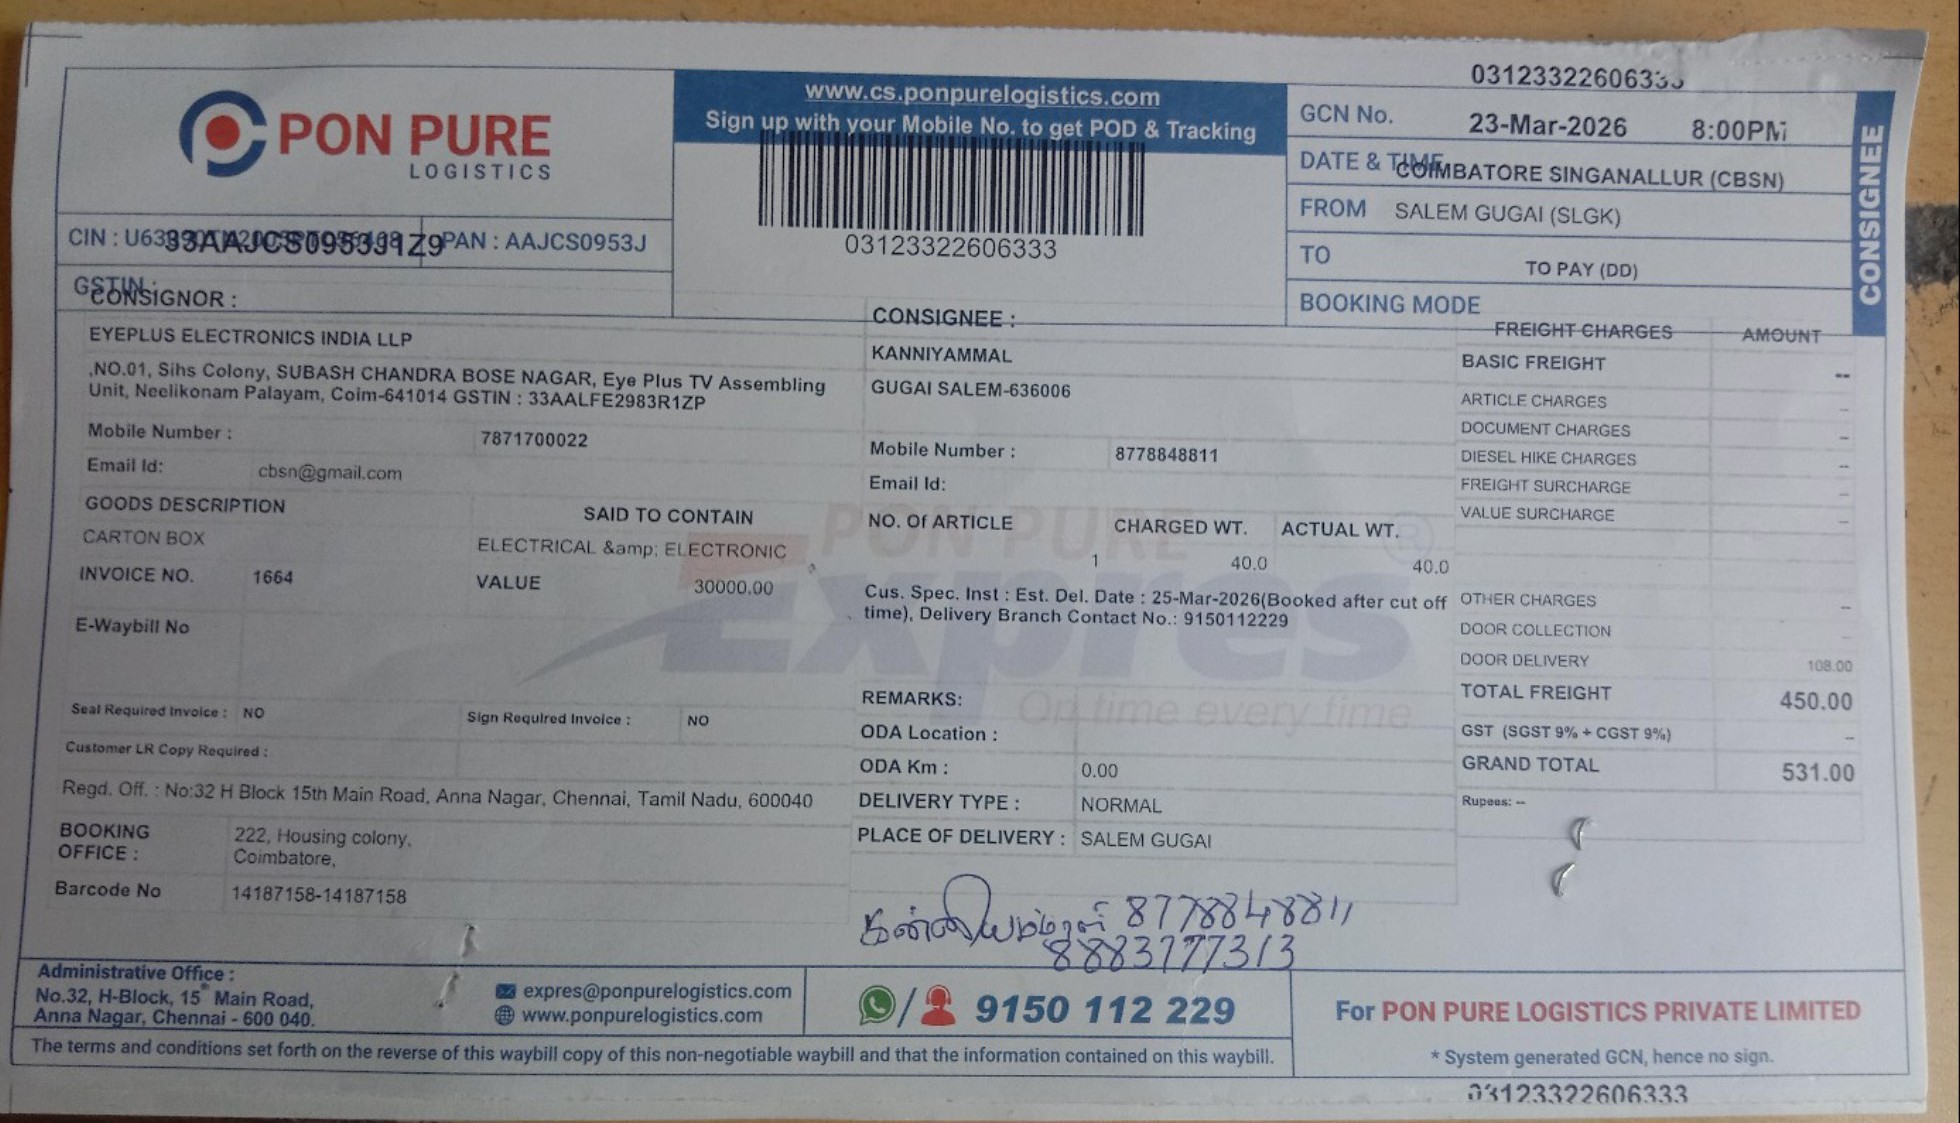 03123322606333
PON PURE
LOGISTICS
www.cs.ponpurelogistics.com
Sign up with your Mobile No. to get POD & Tracking
03123322606333
GCN No.
23-Mar-2026 8:00PM
DATE & TIME
COIMBATORE SINGANALLUR (CBSN)
FROM SALEM GUGAI (SLGK)
TO TO PAY (DD)
BOOKING MODE
CONSIGNEE
CIN :
33AAJCS0953J1Z9
PAN : AAJCS0953J
GSTIN :
CONSIGNOR :
EYEPLUS ELECTRONICS INDIA LLP
,NO.01, Sihs Colony, SUBASH CHANDRA BOSE NAGAR, Eye Plus TV Assembling
Unit, Neelikonam Palayam, Coim-641014 GSTIN : 33AALFE2983R1ZP
Mobile Number : 7871700022
Email Id: cbsn@gmail.com
GOODS DESCRIPTION SAID TO CONTAIN
CARTON BOX ELECTRICAL &amp; ELECTRONIC
INVOICE NO. 1664 VALUE 30000.00
E-Waybill No
Seal Required Invoice : NO Sign Required Invoice : NO
Customer LR Copy Required :
Regd. Off. : No:32 H Block 15th Main Road, Anna Nagar, Chennai, Tamil Nadu, 600040
BOOKING OFFICE : 222, Housing colony,
Coimbatore,
Barcode No 14187158-14187158
CONSIGNEE :
KANNIYAMMAL
GUGAI SALEM-636006
Mobile Number : 8778848811
Email Id:
NO. Of ARTICLE CHARGED WT. ACTUAL WT.
1 40.0 40.0
Cus. Spec. Inst : Est. Del. Date : 25-Mar-2026(Booked after cut off
time), Delivery Branch Contact No.: 9150112229
PON PURE
Expres
On time every time
REMARKS:
ODA Location :
ODA Km : 0.00
DELIVERY TYPE : NORMAL
PLACE OF DELIVERY : SALEM GUGAI
கன்னியம்மாள் 8778848811
8883777313
FREIGHT CHARGES AMOUNT
BASIC FREIGHT --
ARTICLE CHARGES --
DOCUMENT CHARGES --
DIESEL HIKE CHARGES --
FREIGHT SURCHARGE --
VALUE SURCHARGE --
OTHER CHARGES --
DOOR COLLECTION --
DOOR DELIVERY 108.00
TOTAL FREIGHT 450.00
GST (SGST 9% + CGST 9%) --
GRAND TOTAL 531.00
Rupees: --
Administrative Office :
No.32, H-Block, 15th Main Road,
Anna Nagar, Chennai - 600 040.
expres@ponpurelogistics.com
www.ponpurelogistics.com
/ 9150 112 229
For PON PURE LOGISTICS PRIVATE LIMITED
* System generated GCN, hence no sign.
The terms and conditions set forth on the reverse of this waybill copy of this non-negotiable waybill and that the information contained on this waybill.
03123322606333